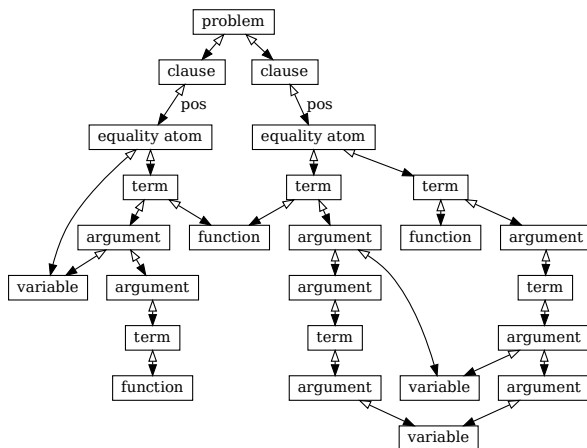 problem
clause clause
pos pos
equality atom equality atom
term term term
argument function argument function argument
variable argument argument term
term term argument
function argument variable argument
variable